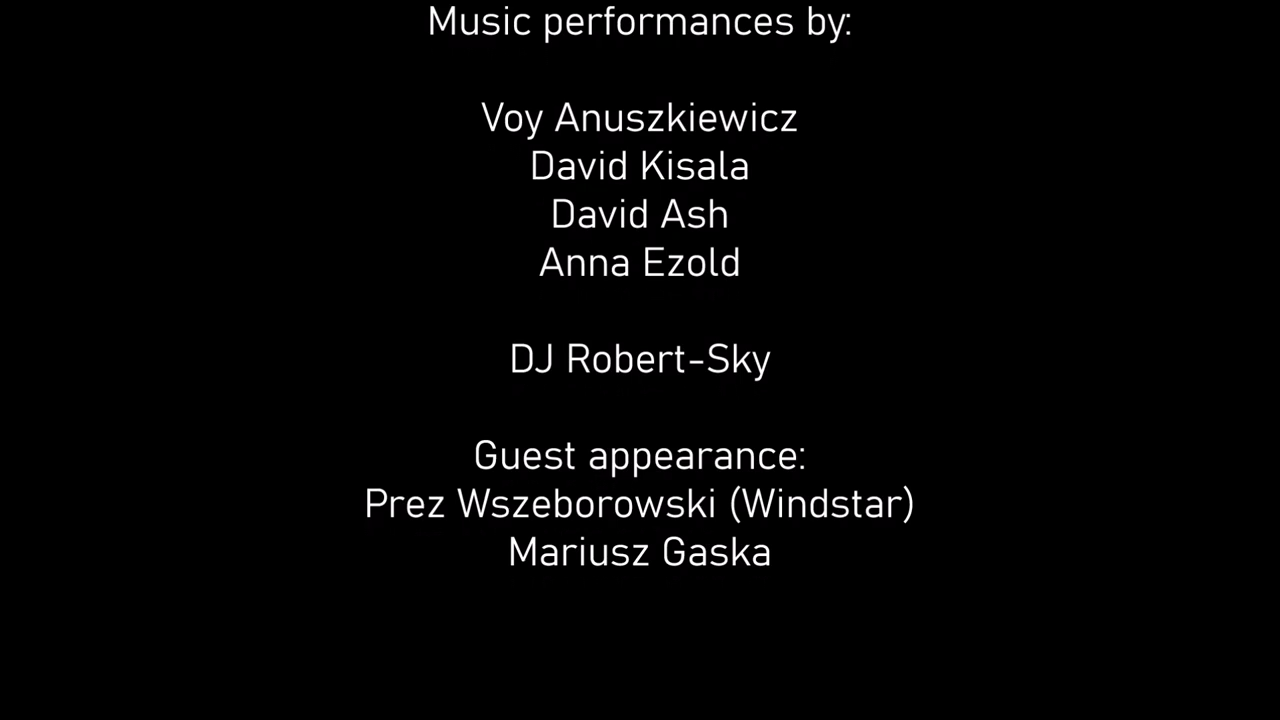 Music performances by:
Voy Anuszkiewicz
David Kisala
David Ash
Anna Ezold
DJ Robert-Sky
Guest appearance:
Prez Wszeborowski (Windstar)
Mariusz Gaska